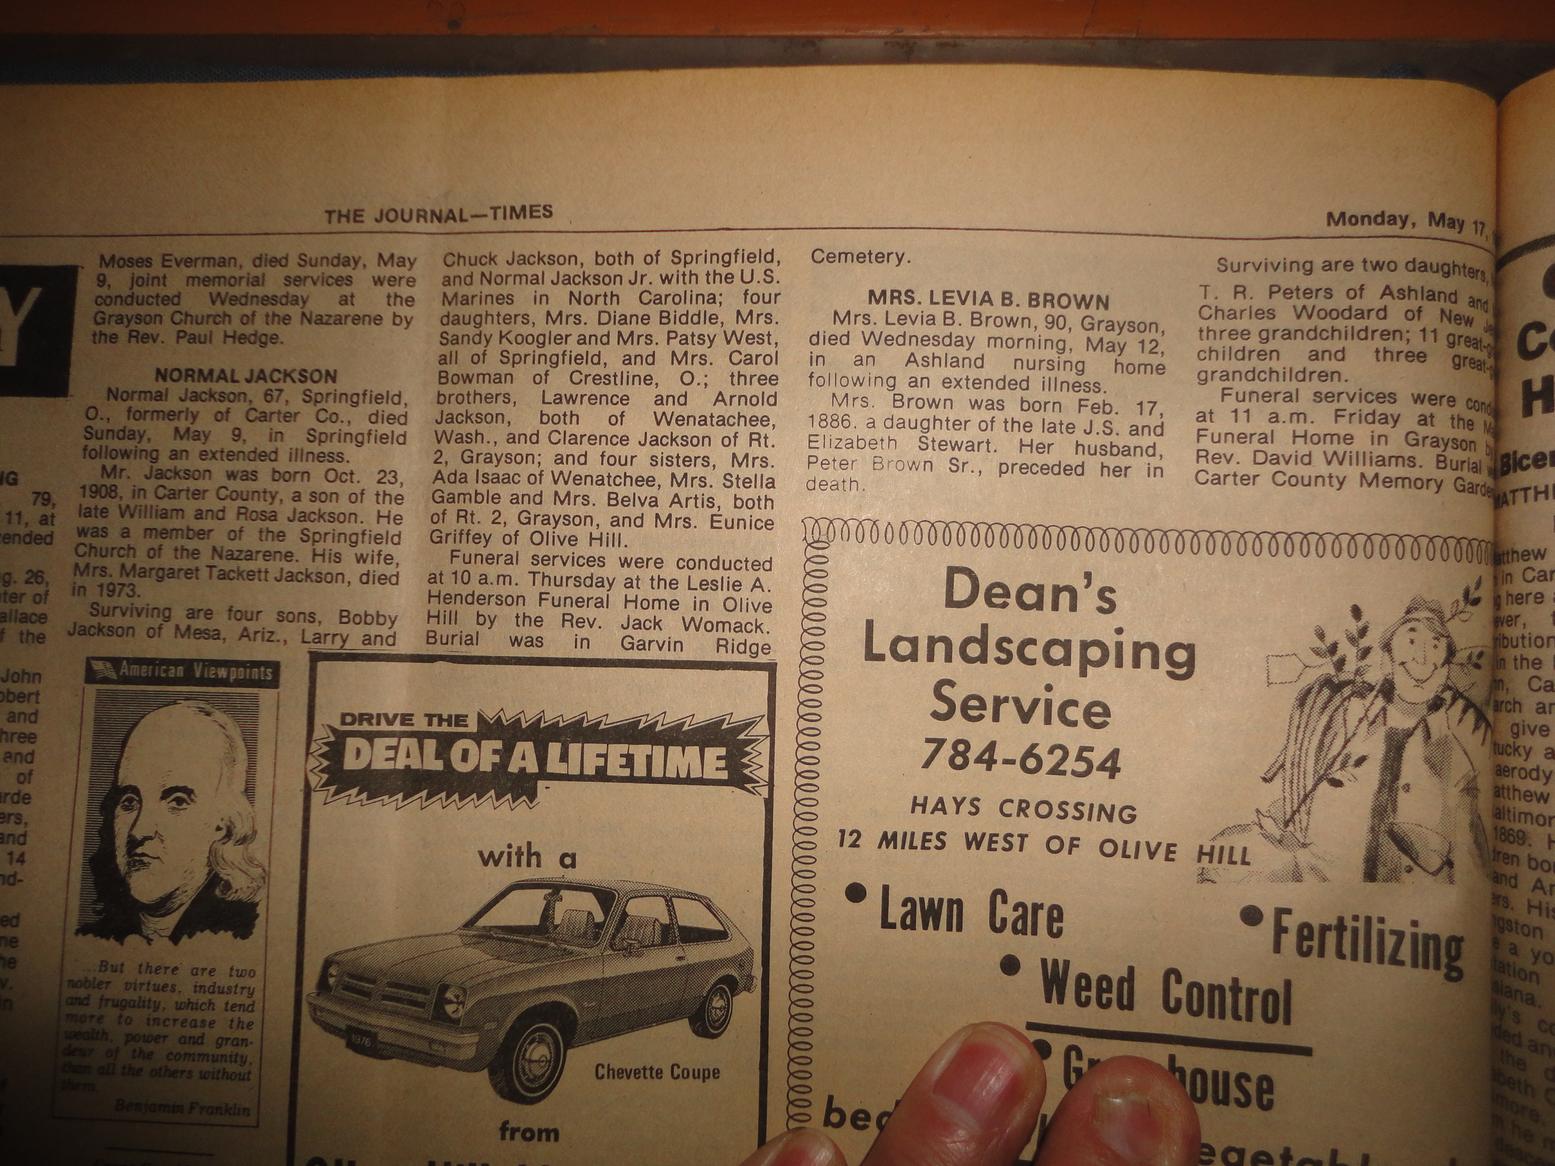 THE JOURNAL—TIMES
Monday, May 17,
Moses Everman, died Sunday, May
9, joint memorial services were
conducted Wednesday at the
Grayson Church of the Nazarene by
the Rev. Paul Hedge.
NORMAL JACKSON
Normal Jackson, 67, Springfield,
O., formerly of Carter Co., died
Sunday, May 9, in Springfield
following an extended illness.
Mr. Jackson was born Oct. 23,
1908, in Carter County, a son of the
late William and Rosa Jackson. He
was a member of the Springfield
Church of the Nazarene. His wife,
Mrs. Margaret Tackett Jackson, died
in 1973.
Surviving are four sons, Bobby
Jackson of Mesa, Ariz., Larry and
Chuck Jackson, both of Springfield,
and Normal Jackson Jr. with the U.S.
Marines in North Carolina; four
daughters, Mrs. Diane Biddle, Mrs.
Sandy Koogler and Mrs. Patsy West,
all of Springfield, and Mrs. Carol
Bowman of Crestline, O.; three
brothers, Lawrence and Arnold
Jackson, both of Wenatachee,
Wash., and Clarence Jackson of Rt.
2, Grayson; and four sisters, Mrs.
Ada Isaac of Wenatchee, Mrs. Stella
Gamble and Mrs. Belva Artis, both
of Rt. 2, Grayson, and Mrs. Eunice
Griffey of Olive Hill.
Funeral services were conducted
at 10 a.m. Thursday at the Leslie A.
Henderson Funeral Home in Olive
Hill by the Rev. Jack Womack.
Burial was in Garvin Ridge
Cemetery.
MRS. LEVIA B. BROWN
Mrs. Levia B. Brown, 90, Grayson,
died Wednesday morning, May 12,
in an Ashland nursing home
following an extended illness.
Mrs. Brown was born Feb. 17,
1886. a daughter of the late J.S. and
Elizabeth Stewart. Her husband,
Peter Brown Sr., preceded her in
death.
Surviving are two daughters,
T. R. Peters of Ashland and
Charles Woodard of New
three grandchildren; 11 great-
children and three great-
grandchildren.
Funeral services were
at 11 a.m. Friday at the
Funeral Home in Grayson
Rev. David Williams. Burial
Carter County Memory
American Viewpoints
...But there are two
nobler virtues, industry
and frugality, which tend
more to increase the
wealth, power and gran-
deur of the community,
than all the others without
them.
Benjamin Franklin
DRIVE THE
DEAL OF A LIFETIME
with a
1976
Chevette Coupe
from
Dean's
Landscaping
Service
784-6254
HAYS CROSSING
12 MILES WEST OF OLIVE HILL
• Lawn Care
• Fertilizing
• Weed Control